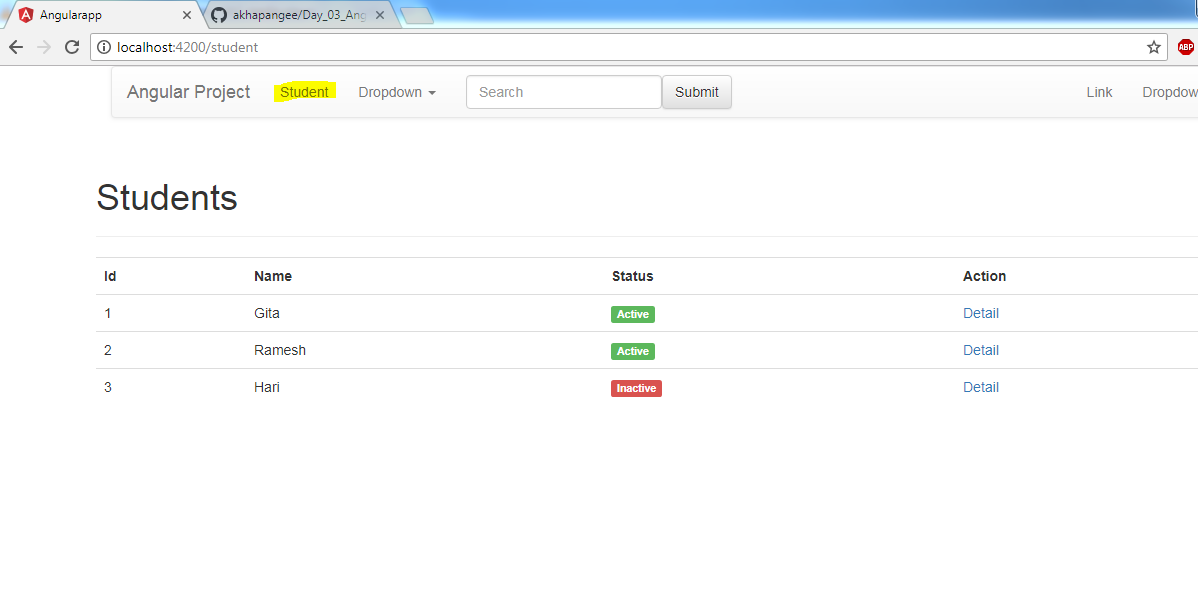 Angularapp akhapangee/Day_03_Ang
localhost:4200/student ABP
Angular Project Student Dropdown Search Submit Link Dropdow
Students
Id Name Status Action
1 Gita Active Detail
2 Ramesh Active Detail
3 Hari Inactive Detail